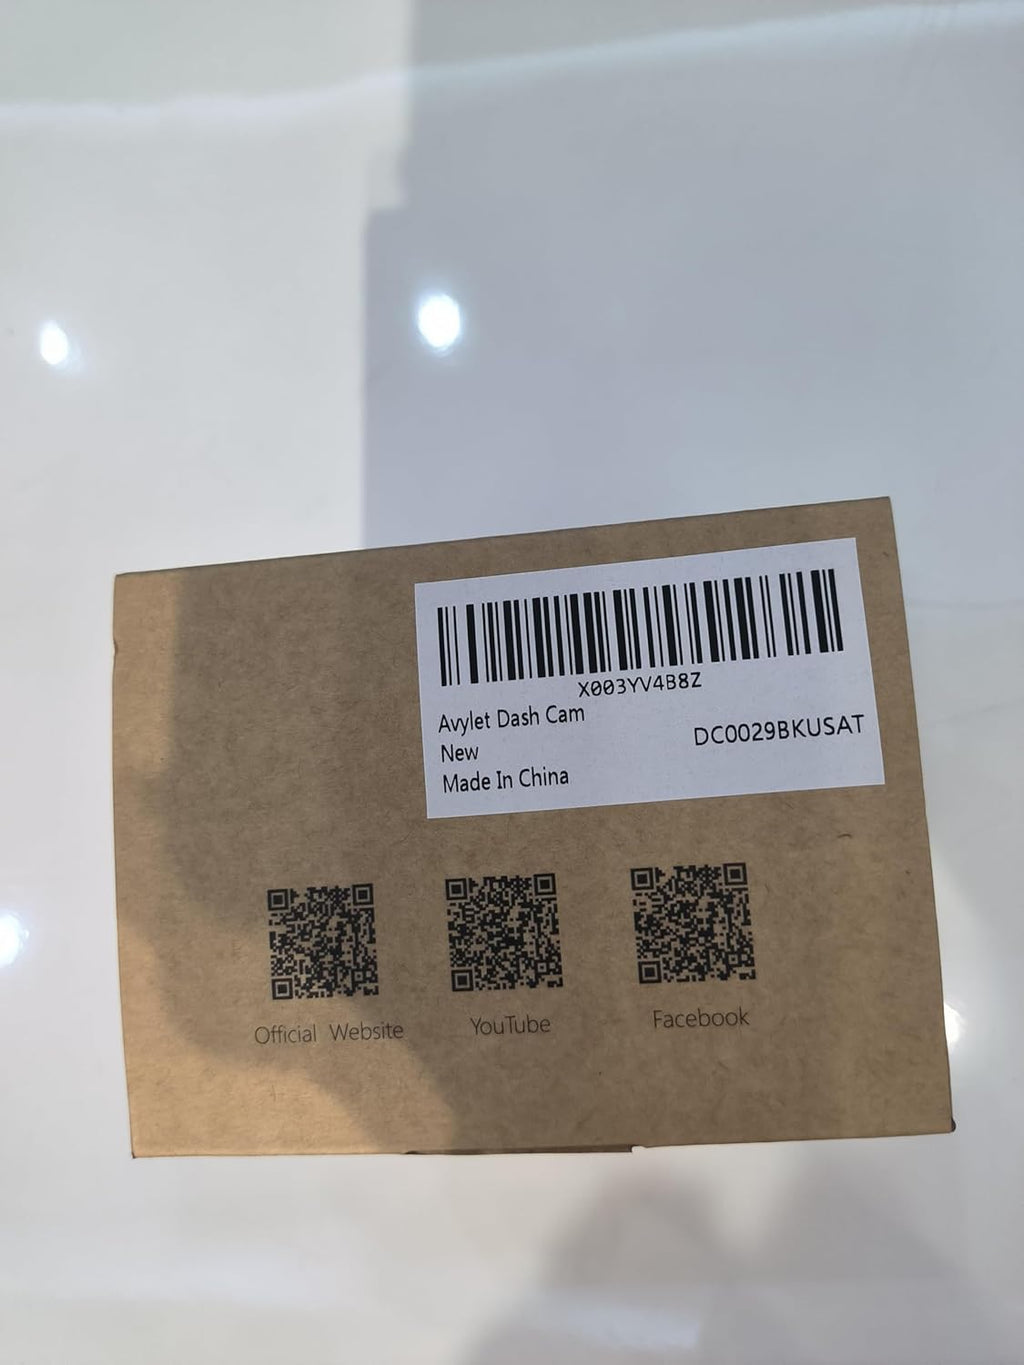 X003YV4B8Z
Avylet Dash Cam
New
DC0029BKUSAT
Made In China
Official Website
YouTube
Facebook